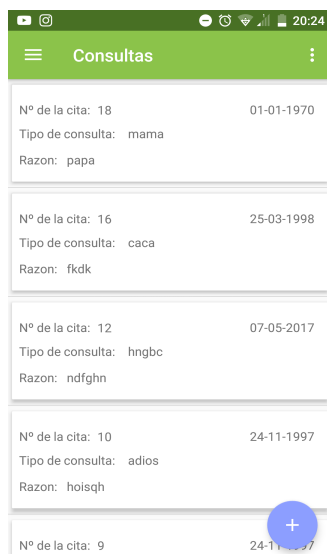 20:24
Consultas
Nº de la cita: 18 01-01-1970
Tipo de consulta: mama
Razon: papa
Nº de la cita: 16 25-03-1998
Tipo de consulta: caca
Razon: fkdk
Nº de la cita: 12 07-05-2017
Tipo de consulta: hngbc
Razon: ndfghn
Nº de la cita: 10 24-11-1997
Tipo de consulta: adios
Razon: hoisqh
Nº de la cita: 9